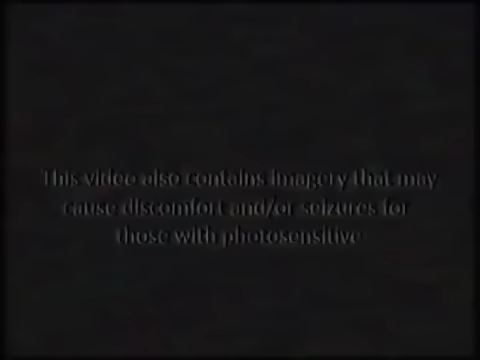 This video also contains imagery that may
cause discomfort and/or seizures for
those with photosensitive